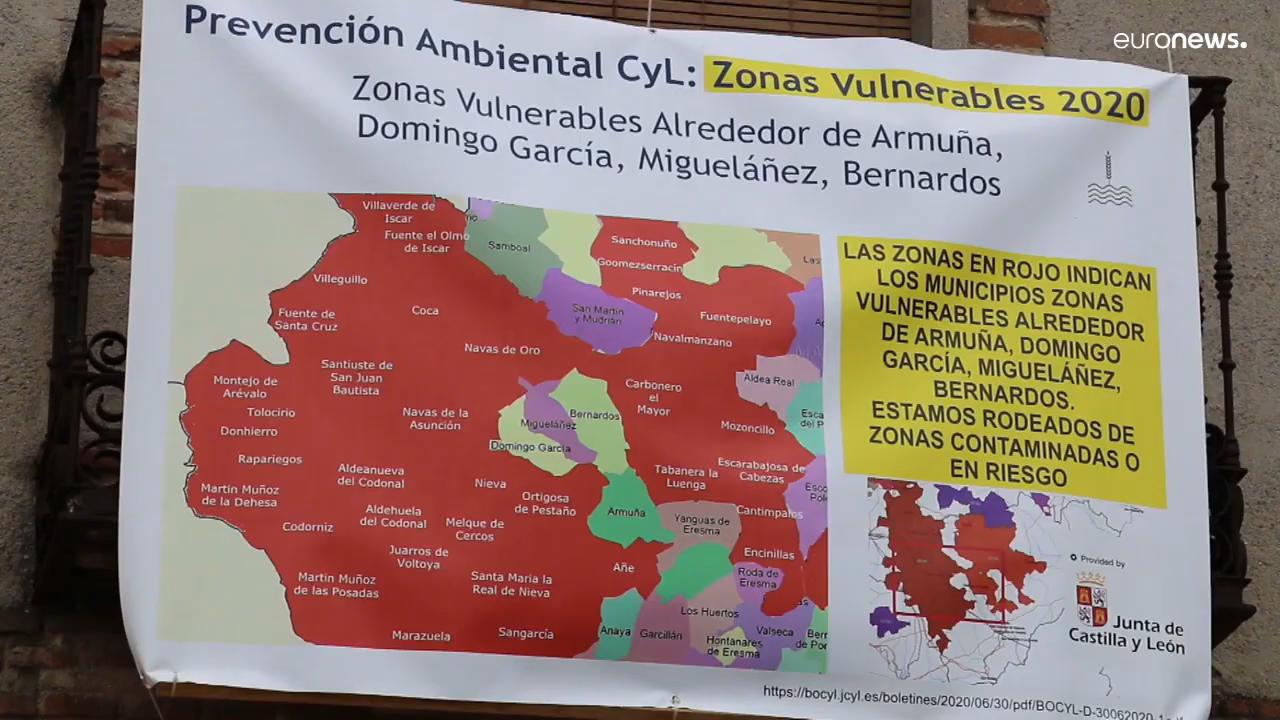 euronews.
Prevención Ambiental CyL: Zonas Vulnerables 2020
Zonas Vulnerables Alrededor de Armuña,
Domingo García, Migueláñez, Bernardos
LAS ZONAS EN ROJO INDICAN
LOS MUNICIPIOS ZONAS
VULNERABLES ALREDEDOR
DE ARMUÑA, DOMINGO
GARCÍA, MIGUELÁÑEZ,
BERNARDOS.
ESTAMOS RODEADOS DE
ZONAS CONTAMINADAS O
EN RIESGO
Villaverde de
Iscar
Fuente el Olmo
de Iscar
Samboal
Sanchonuño
Gomezserracín
Villeguillo
Pinarejos
Coca
San Martín
y Mudrián
Fuentepelayo
Fuente de
Santa Cruz
Navalmanzano
Navas de Oro
Santiuste de
San Juan
Bautista
Montejo de
Arévalo
Aldea Real
Carbonero
el
Mayor
Tolocirio
Navas de la
Asunción
Bernardos
Migueláñez
Esca
del P
Donhierro
Mozoncillo
Domingo García
Rapariegos
Aldeanueva
del Codonal
Nieva
Tabanera la
Luenga
Escarabajosa de
Cabezas
Martin Muñoz
de la Dehesa
Ortigosa
de Pestaño
Armuña
Cantimpalos
Codorniz
Aldehuela
del Codonal
Melque de
Cercos
Yanguas de
Eresma
Juarros de
Voltoya
Añe
Encinillas
Martin Muñoz
de las Posadas
Santa Maria la
Real de Nieva
Roda de
Eresma
Los Huertos
Marazuela
Sangarcía
Anaya
Garcillán
Hontanares
de Eresma
Valseca
Provided by
Junta de
Castilla y León
https://bocyl.jcyl.es/boletines/2020/06/30/pdf/BOCYL-D-30062020-1